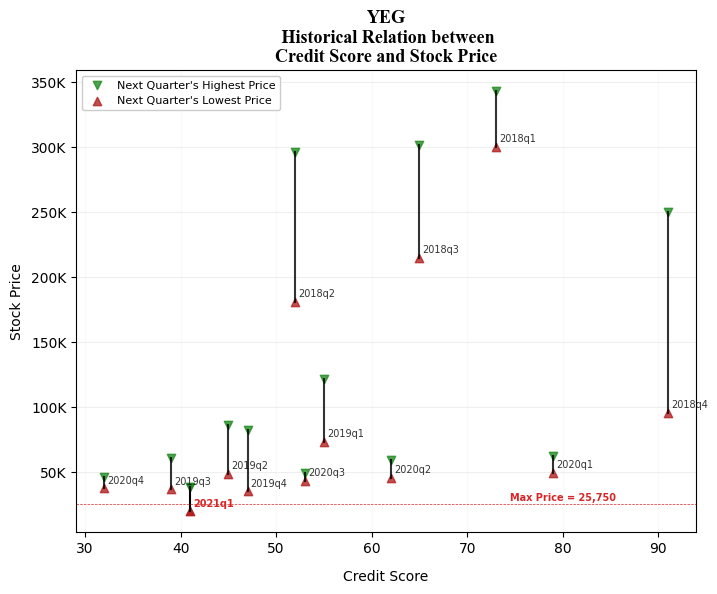 YEG
Historical Relation between
Credit Score and Stock Price
Next Quarter's Highest Price
Next Quarter's Lowest Price
350K
300K
250K
200K
150K
100K
50K
Stock Price
2018q1
2018q3
2018q2
2018q4
2019q1
2019q2
2020q3
2020q2
2020q1
2020q4
2019q3
2019q4
2021q1
Max Price = 25,750
30 40 50 60 70 80 90
Credit Score